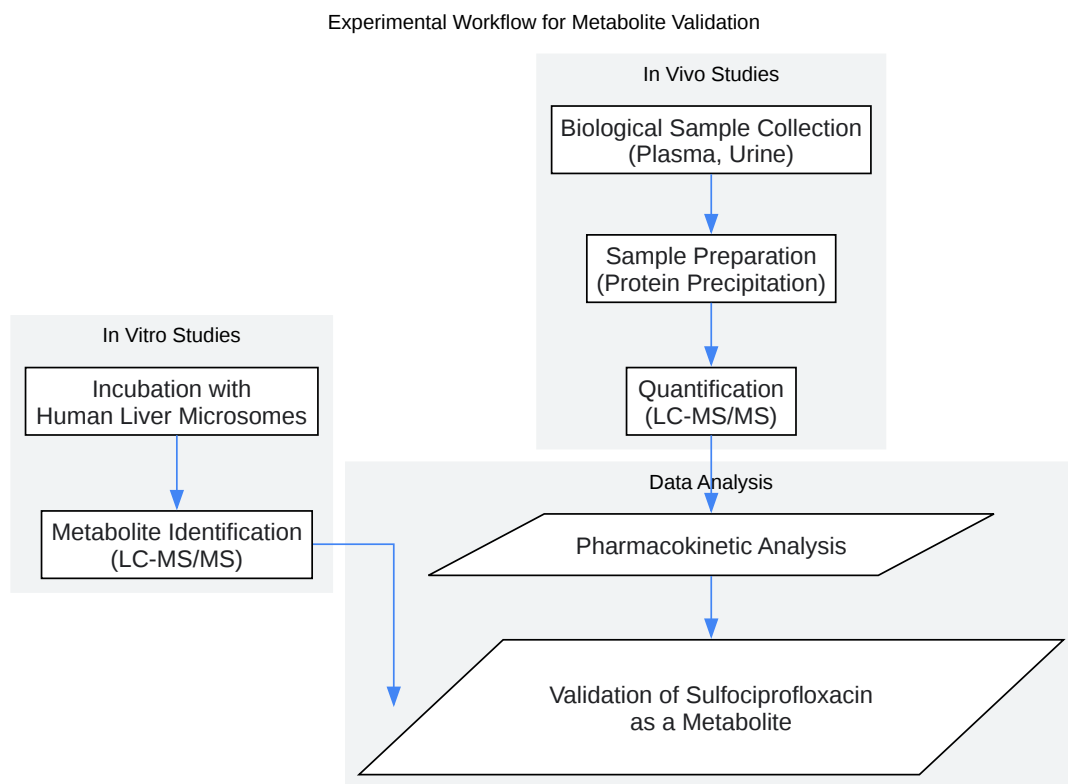 Experimental Workflow for Metabolite Validation
In Vivo Studies
Biological Sample Collection
(Plasma, Urine)
Sample Preparation
(Protein Precipitation)
Quantification
(LC-MS/MS)
In Vitro Studies
Incubation with
Human Liver Microsomes
Metabolite Identification
(LC-MS/MS)
Data Analysis
Pharmacokinetic Analysis
Validation of Sulfociprofloxacin
as a Metabolite